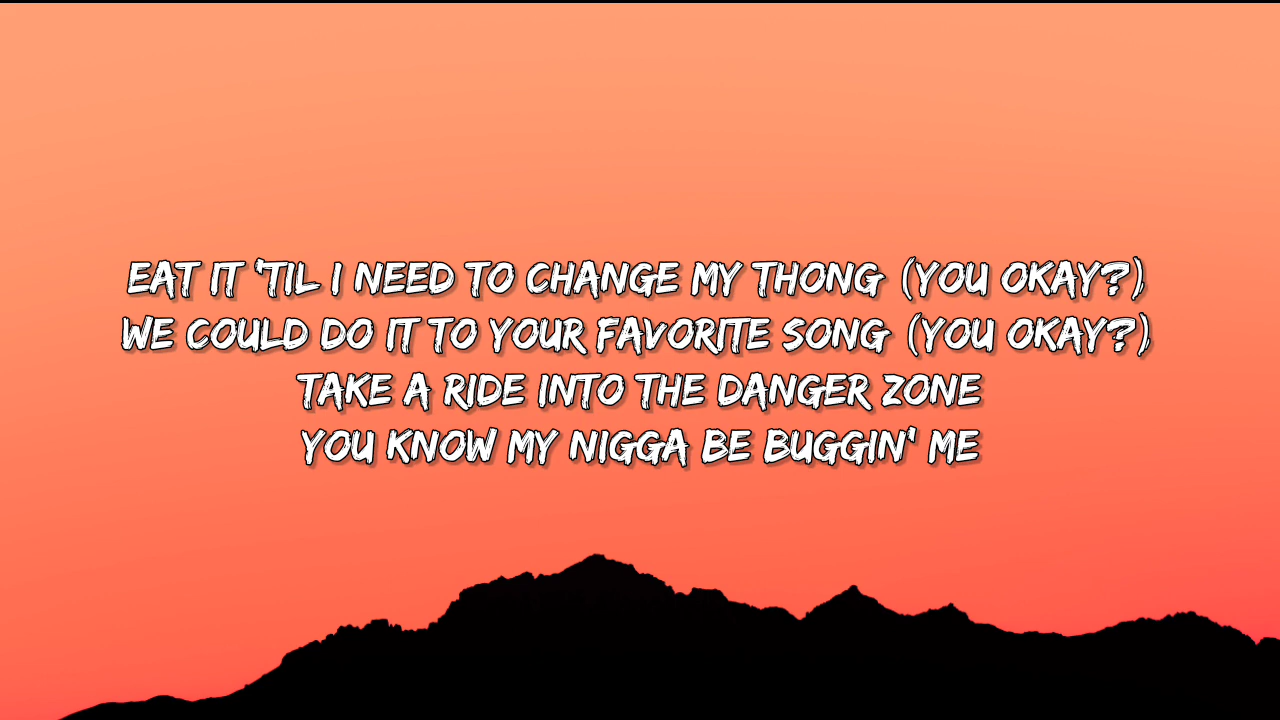 EAT IT 'TIL I NEED TO CHANGE MY THONG (YOU OKAY?)
WE COULD DO IT TO YOUR FAVORITE SONG (YOU OKAY?)
TAKE A RIDE INTO THE DANGER ZONE
YOU KNOW MY NIGGA BE BUGGIN' ME